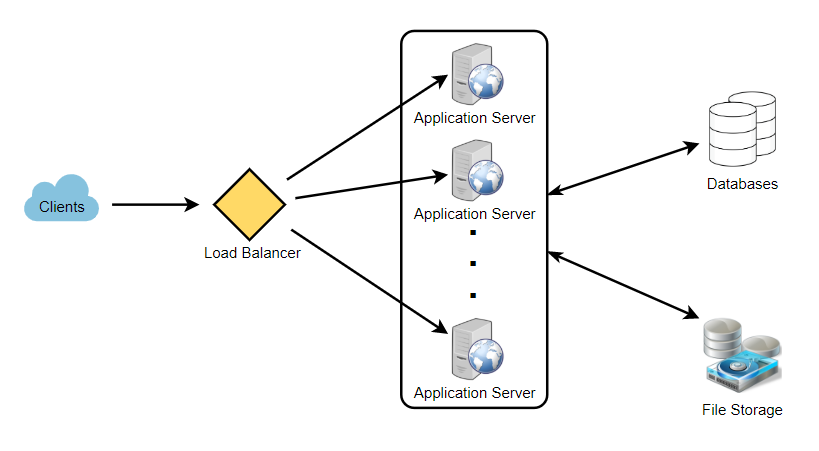 Clients
Load Balancer
Application Server
Application Server
Application Server
Databases
File Storage